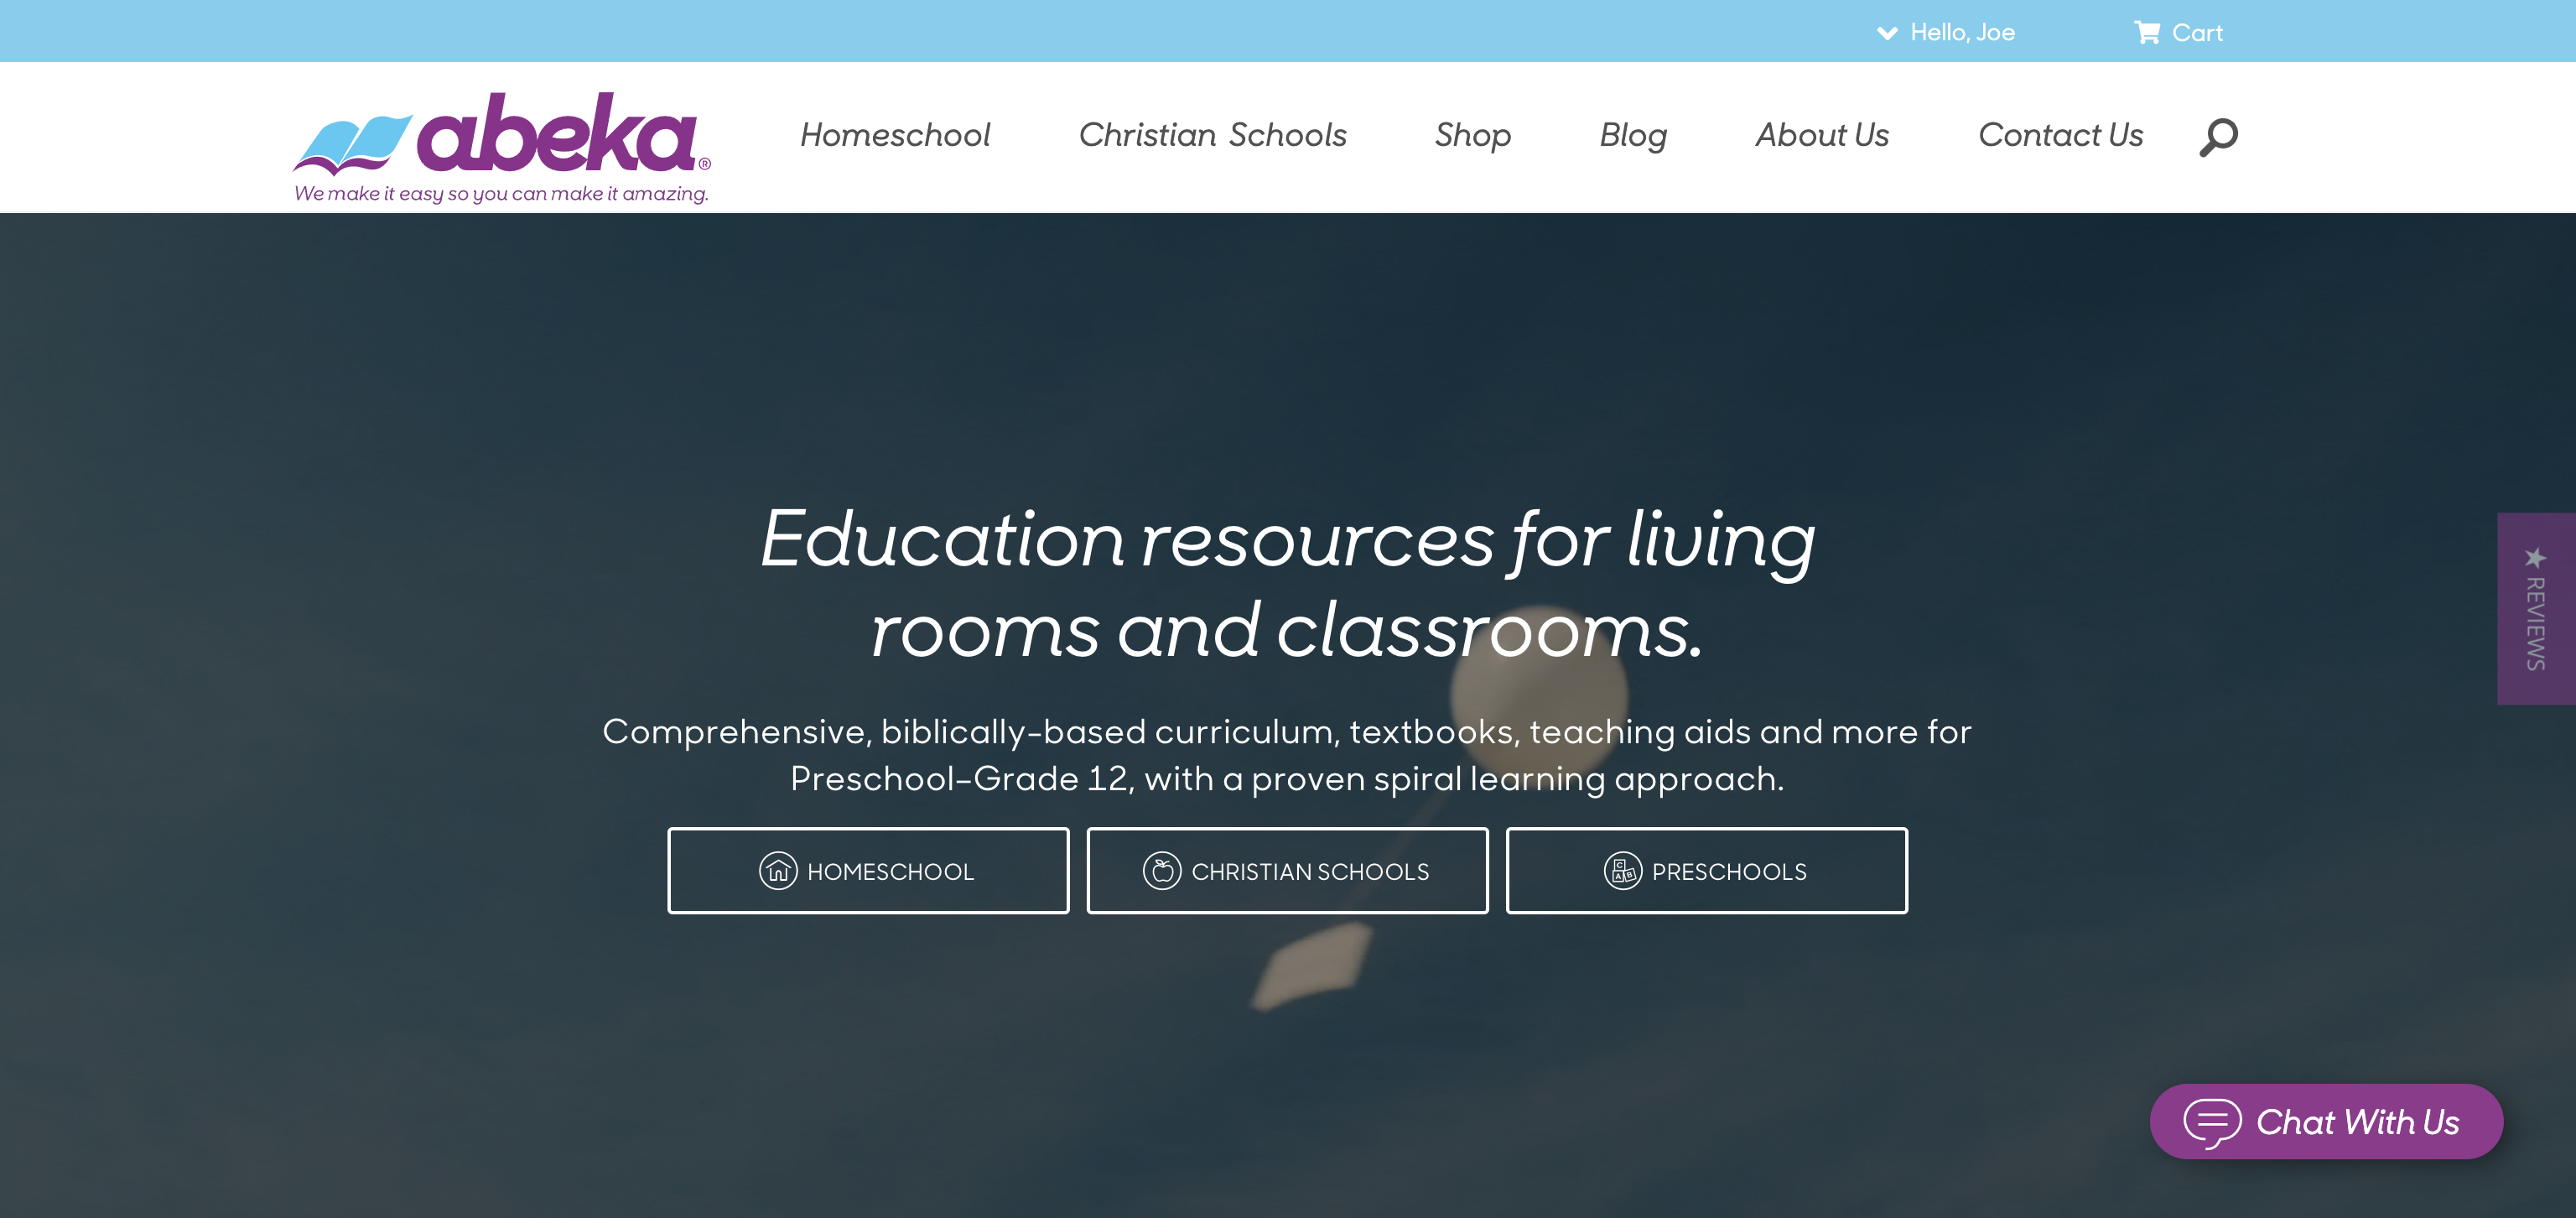 Hello, Joe
Cart
abeka®
We make it easy so you can make it amazing.
Homeschool
Christian Schools
Shop
Blog
About Us
Contact Us
Education resources for living
rooms and classrooms.
★ REVIEWS
Comprehensive, biblically-based curriculum, textbooks, teaching aids and more for
Preschool–Grade 12, with a proven spiral learning approach.
HOMESCHOOL
CHRISTIAN SCHOOLS
C
A B
PRESCHOOLS
Chat With Us